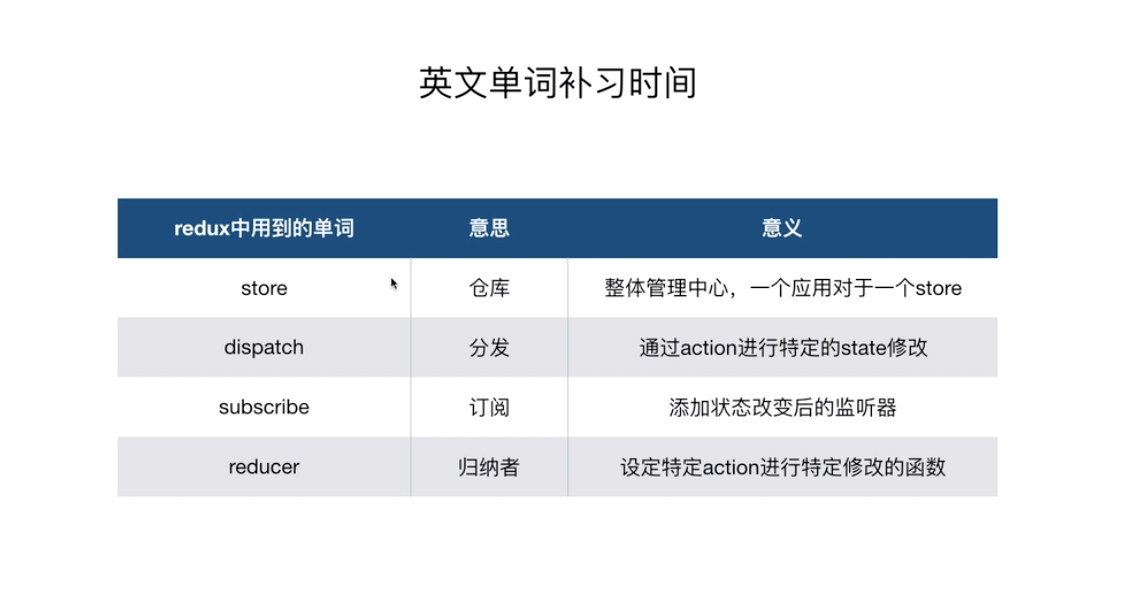 英文单词补习时间
redux中用到的单词 意思 意义
store 仓库 整体管理中心，一个应用对于一个store
dispatch 分发 通过action进行特定的state修改
subscribe 订阅 添加状态改变后的监听器
reducer 归纳者 设定特定action进行特定修改的函数